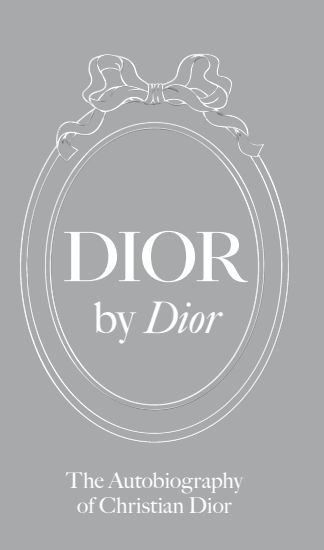 DIOR
by Dior
The Autobiography
of Christian Dior